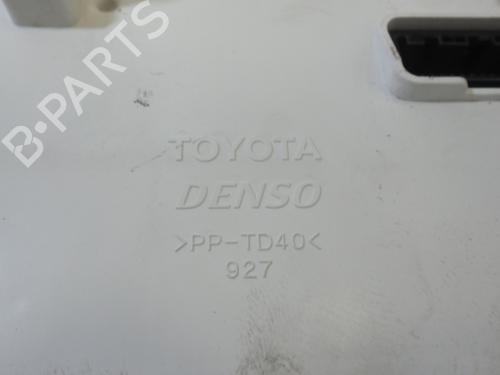 B-PARTS
TOYOTA
DENSO
>PP-TD40<
927